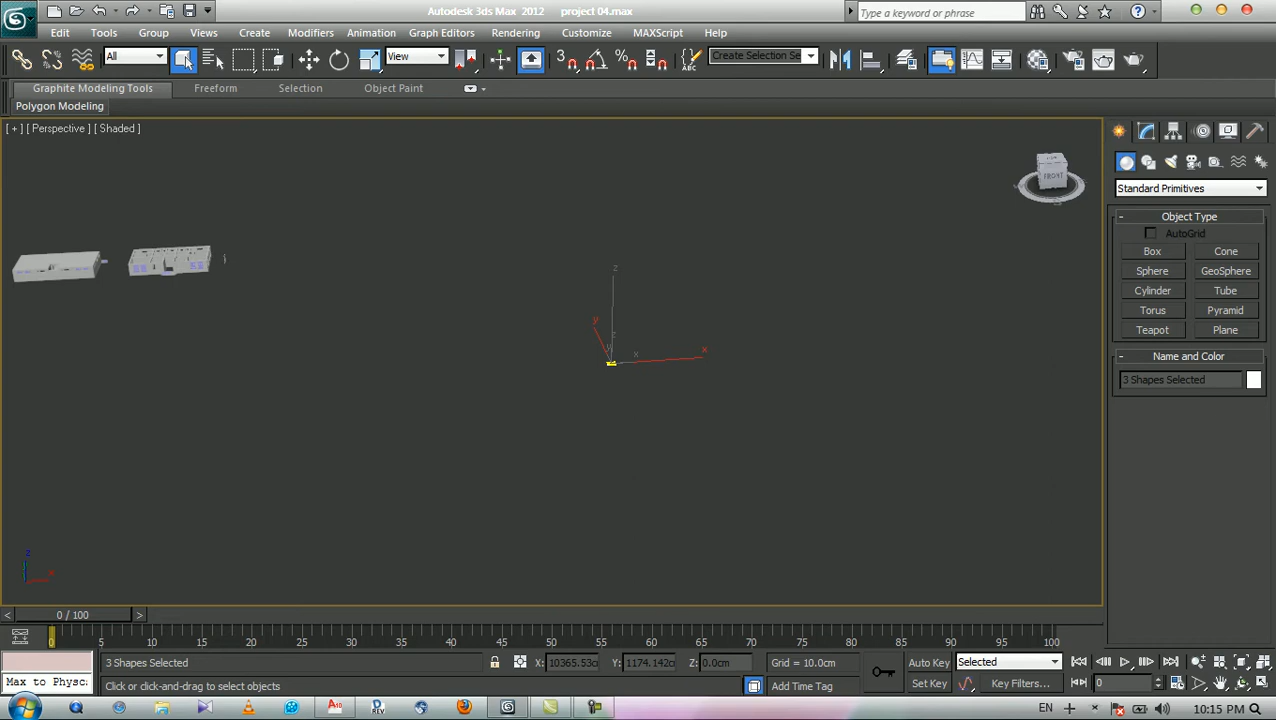 Autodesk 3ds Max 2012 project 04.max
Type a keyword or phrase
Edit Tools Group Views Create Modifiers Animation Graph Editors Rendering Customize MAXScript Help
All View Create Selection Se
Graphite Modeling Tools Freeform Selection Object Paint
Polygon Modeling
[ + ] [ Perspective ] [ Shaded ]
FRONT
Standard Primitives
- Object Type
AutoGrid
Box Cone
Sphere GeoSphere
Cylinder Tube
Torus Pyramid
Teapot Plane
- Name and Color
3 Shapes Selected
z
y
x
z
x
z
x
< 0 / 100 >
0 5 10 15 20 25 30 35 40 45 50 55 60 65 70 75 80 85 90 95 100
3 Shapes Selected X: 10365.53c Y: 1174.142c Z: 0.0cm Grid = 10.0cm Auto Key Selected
Max to Physc: Click or click-and-drag to select objects Add Time Tag Set Key Key Filters... 0
EN 10:15 PM